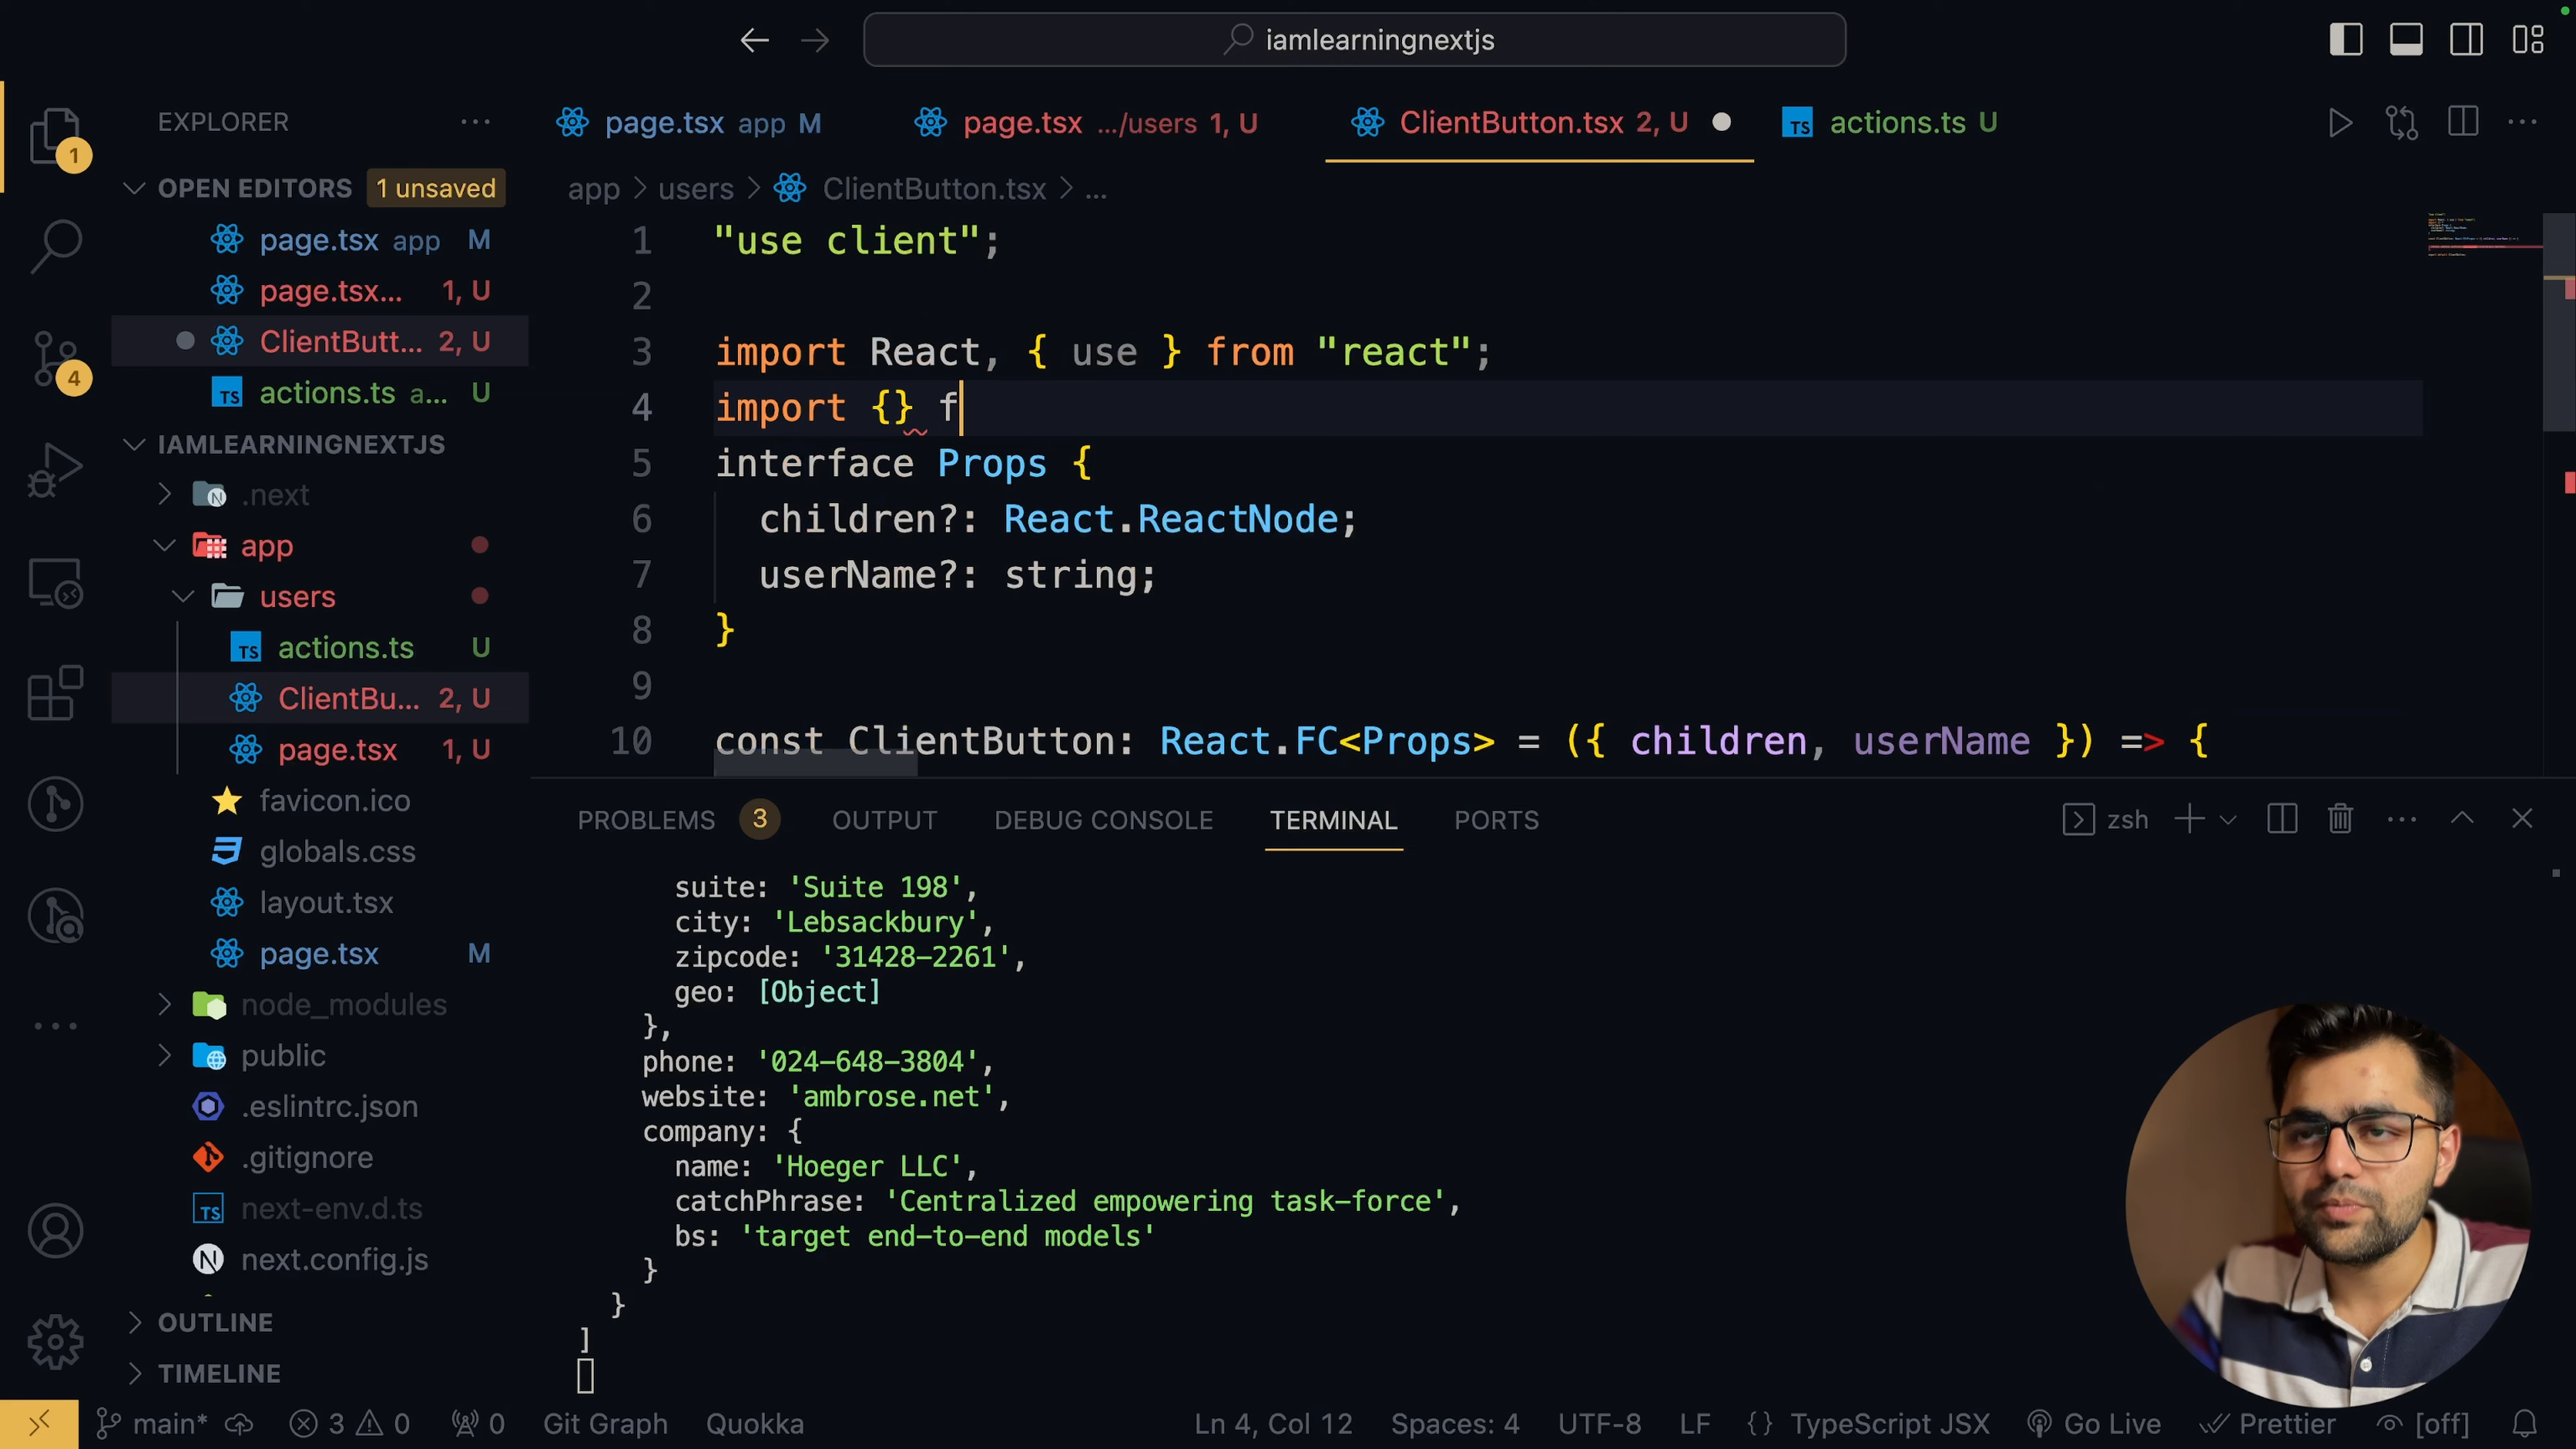 iamlearningnextjs
EXPLORER
page.tsx app M
page.tsx .../users 1, U
ClientButton.tsx 2, U
actions.ts U
OPEN EDITORS 1 unsaved
page.tsx app M
page.tsx... 1, U
ClientButt... 2, U
actions.ts a... U
IAMLEARNINGNEXTJS
.next
app
users
actions.ts U
ClientBu... 2, U
page.tsx 1, U
favicon.ico
globals.css
layout.tsx
page.tsx M
node_modules
public
.eslintrc.json
.gitignore
next-env.d.ts
next.config.js
OUTLINE
TIMELINE
1
4
app > users > ClientButton.tsx > ...
1 "use client";
2
3 import React, { use } from "react";
4 import {} f
5 interface Props {
6 children?: React.ReactNode;
7 userName?: string;
8 }
9
10 const ClientButton: React.FC<Props> = ({ children, userName }) => {
PROBLEMS 3 OUTPUT DEBUG CONSOLE TERMINAL PORTS zsh
suite: 'Suite 198',
city: 'Lebsackbury',
zipcode: '31428-2261',
geo: [Object]
},
phone: '024-648-3804',
website: 'ambrose.net',
company: {
name: 'Hoeger LLC',
catchPhrase: 'Centralized empowering task-force',
bs: 'target end-to-end models'
}
}
]
main* 3 0 0 Git Graph Quokka Ln 4, Col 12 Spaces: 4 UTF-8 LF {} TypeScript JSX Go Live Prettier [off]